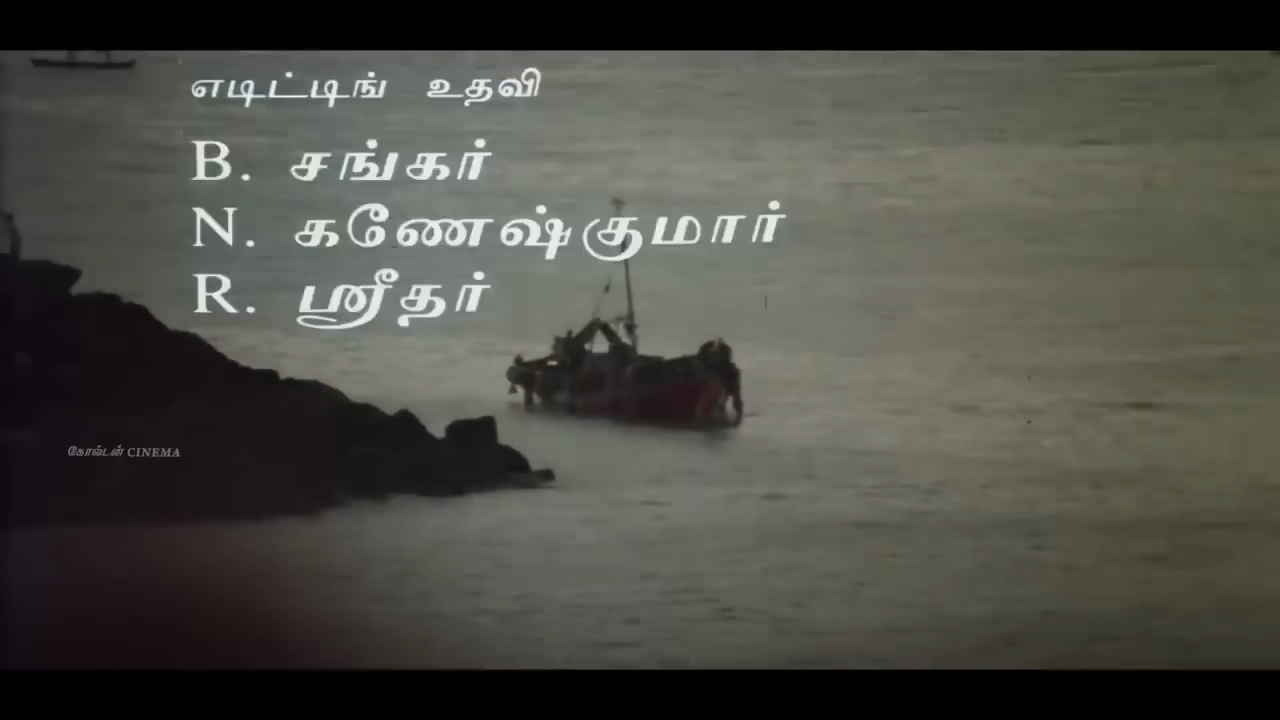 எடிட்டிங் உதவி
B. சங்கர்
N. கணேஷ்குமார்
R. ஸ்ரீதர்
கோல்டன் CINEMA